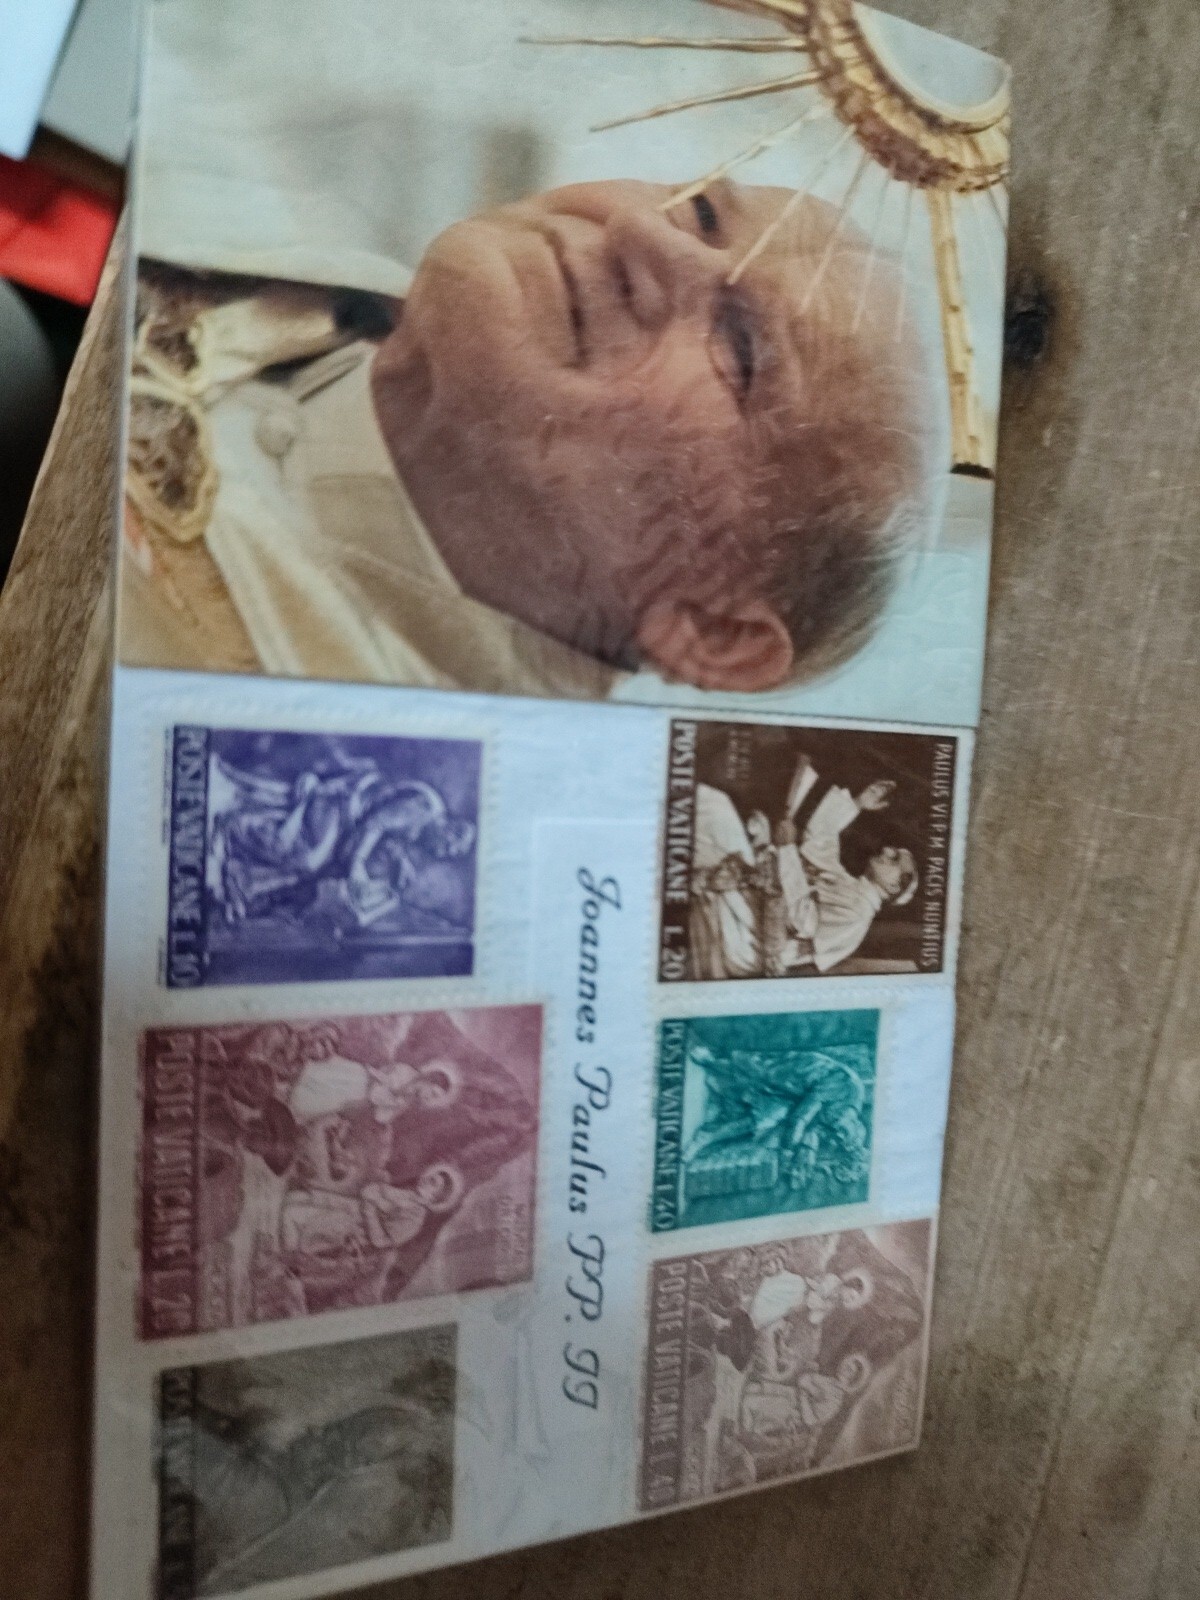 PAULUS VI P.M. PACIS NUNTIUS
POSTE VATICANE L. 20
POSTE VATICANE L. 40
POSTE VATICANE L. 40
Joannes Paulus PP. II
POSTE VATICANE L. 10
POSTE VATICANE L. 70